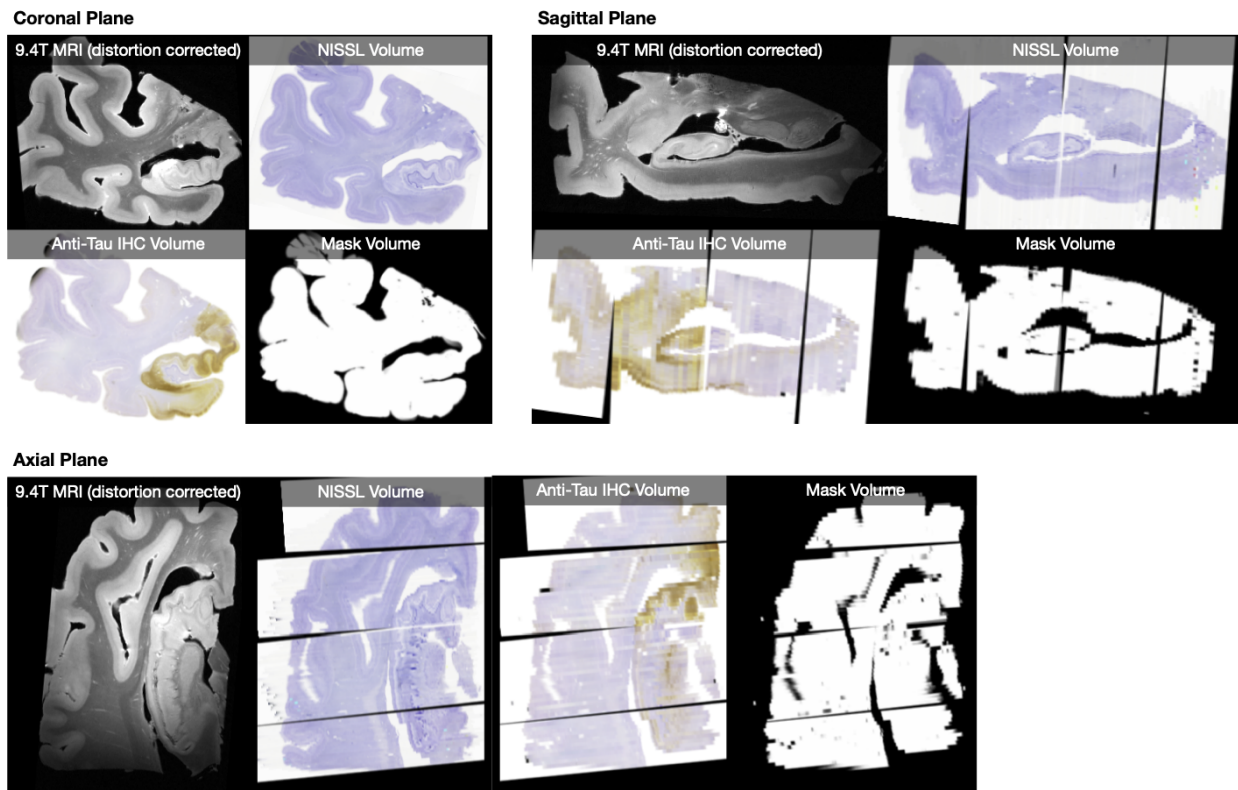 Coronal Plane
9.4T MRI (distortion corrected)
NISSL Volume
Anti-Tau IHC Volume
Mask Volume
Sagittal Plane
9.4T MRI (distortion corrected)
NISSL Volume
Anti-Tau IHC Volume
Mask Volume
Axial Plane
9.4T MRI (distortion corrected)
NISSL Volume
Anti-Tau IHC Volume
Mask Volume